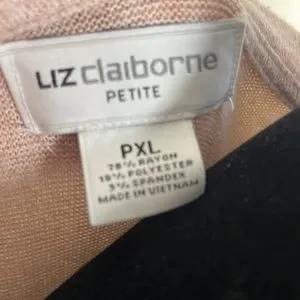 LIZ claiborne
PETITE
PXL
78% RAYON
19% POLYESTER
3% SPANDEX
MADE IN VIETNAM